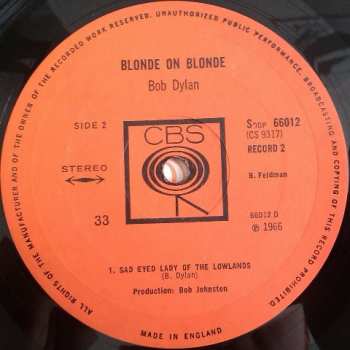 ALL RIGHTS OF THE MANUFACTURER AND OF THE OWNER OF THE RECORDED WORK RESERVED. UNAUTHORIZED PUBLIC PERFORMANCE, BROADCASTING AND COPYING OF THIS RECORD PROHIBITED.
BLONDE ON BLONDE
Bob Dylan
SIDE 2
CBS
SDDP 66012
(CS 9317)
RECORD 2
STEREO
B. Feldman
33
66012 D
℗ 1966
1. SAD EYED LADY OF THE LOWLANDS
(B. Dylan)
Production: Bob Johnston
MADE IN ENGLAND